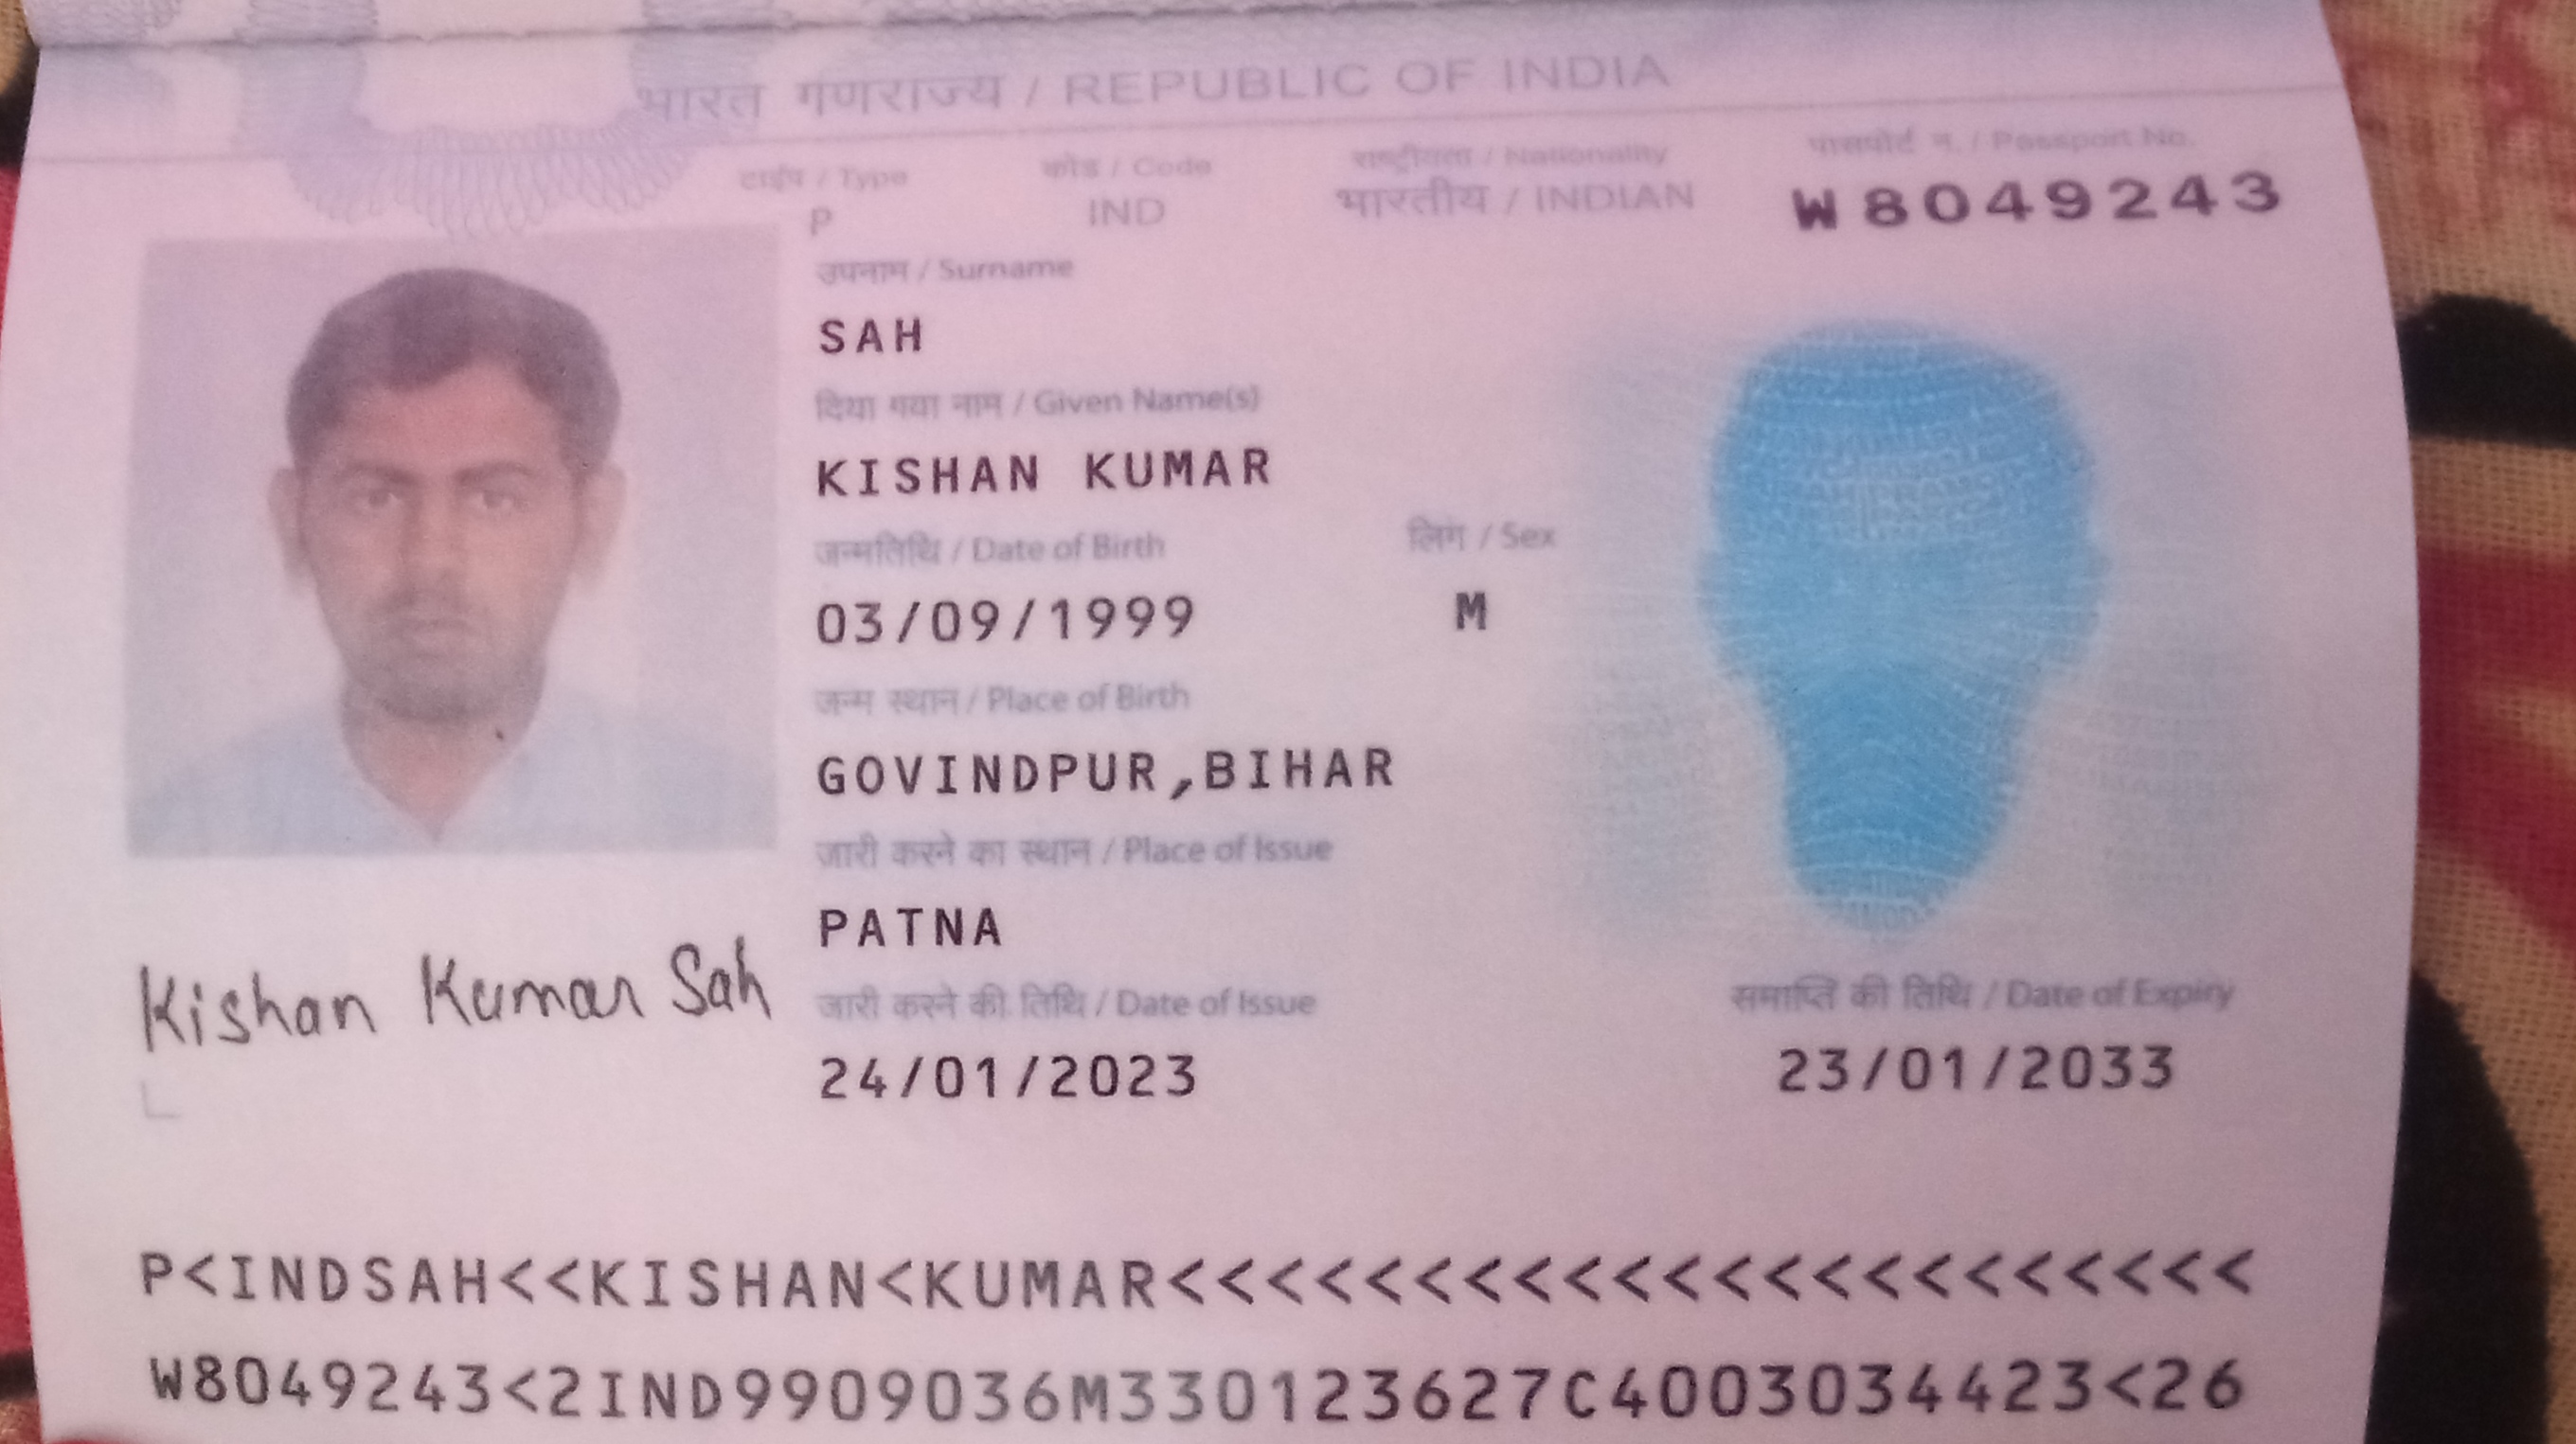 भारत गणराज्य / REPUBLIC OF INDIA
टाईप / Type कोड / Code राष्ट्रीयता / Nationality पासपोर्ट न. / Passport No.
P IND भारतीय / INDIAN W8049243
उपनाम / Surname
SAH
दिया गया नाम / Given Name(s)
KISHAN KUMAR
जन्मतिथि / Date of Birth लिंग / Sex
03/09/1999 M
जन्म स्थान / Place of Birth
GOVINDPUR,BIHAR
जारी करने का स्थान / Place of Issue
PATNA
Kishan Kumar Sah
जारी करने की तिथि / Date of Issue समाप्ति की तिथि / Date of Expiry
24/01/2023 23/01/2033
P<INDSAH<<KISHAN<KUMAR<<<<<<<<<<<<<<<<<<<<<<
W8049243<2IND9909036M330123627C4003034423<26